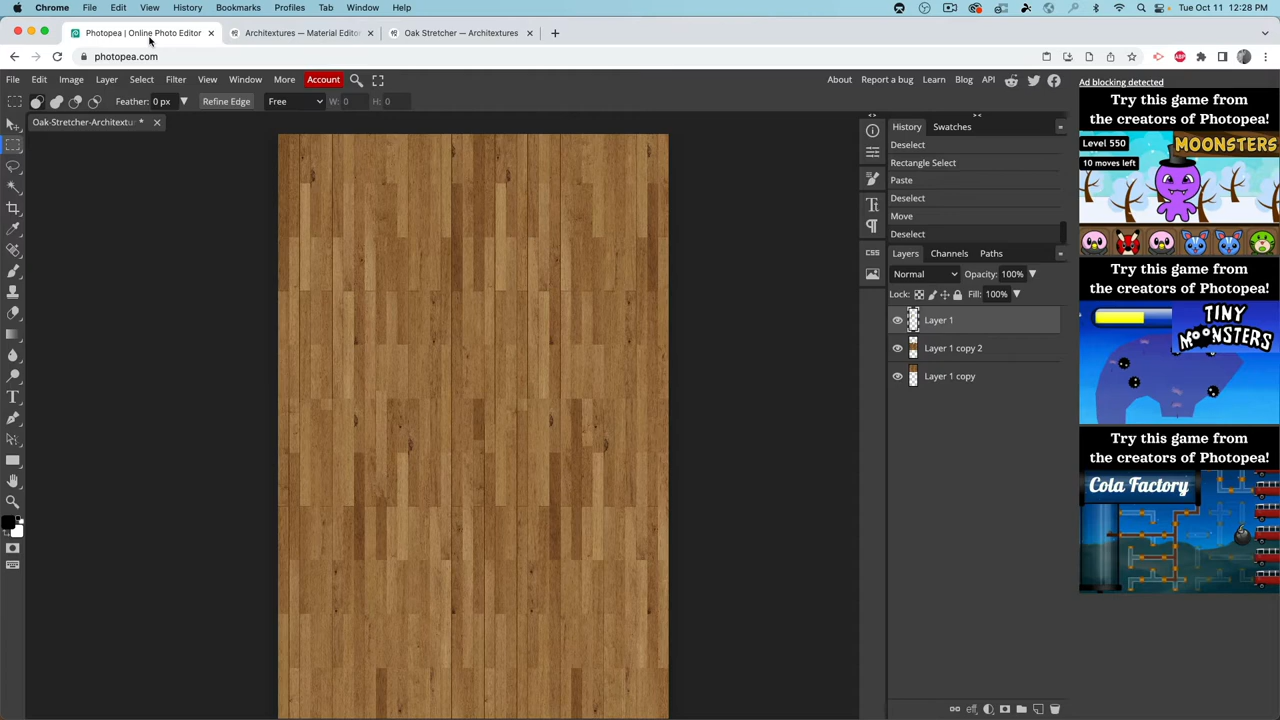 Chrome File Edit View History Bookmarks Profiles Tab Window Help Tue Oct 11 12:28 PM
Photopea | Online Photo Editor Architextures — Material Editor Oak Stretcher — Architextures
photopea.com
File Edit Image Layer Select Filter View Window More Account About Report a bug Learn Blog API
Feather: 0 px Refine Edge Free W: 0 H: 0
Oak-Stretcher-Architextur *
History Swatches
Deselect
Rectangle Select
Paste
Deselect
Move
Deselect
Layers Channels Paths
Normal Opacity: 100%
Lock: Fill: 100%
Layer 1
Layer 1 copy 2
Layer 1 copy
CSS
Ad blocking detected
Try this game from
the creators of Photopea!
Level 550 MOONSTERS
10 moves left
Try this game from
the creators of Photopea!
TINY
MONSTERS
Try this game from
the creators of Photopea!
Cola Factory